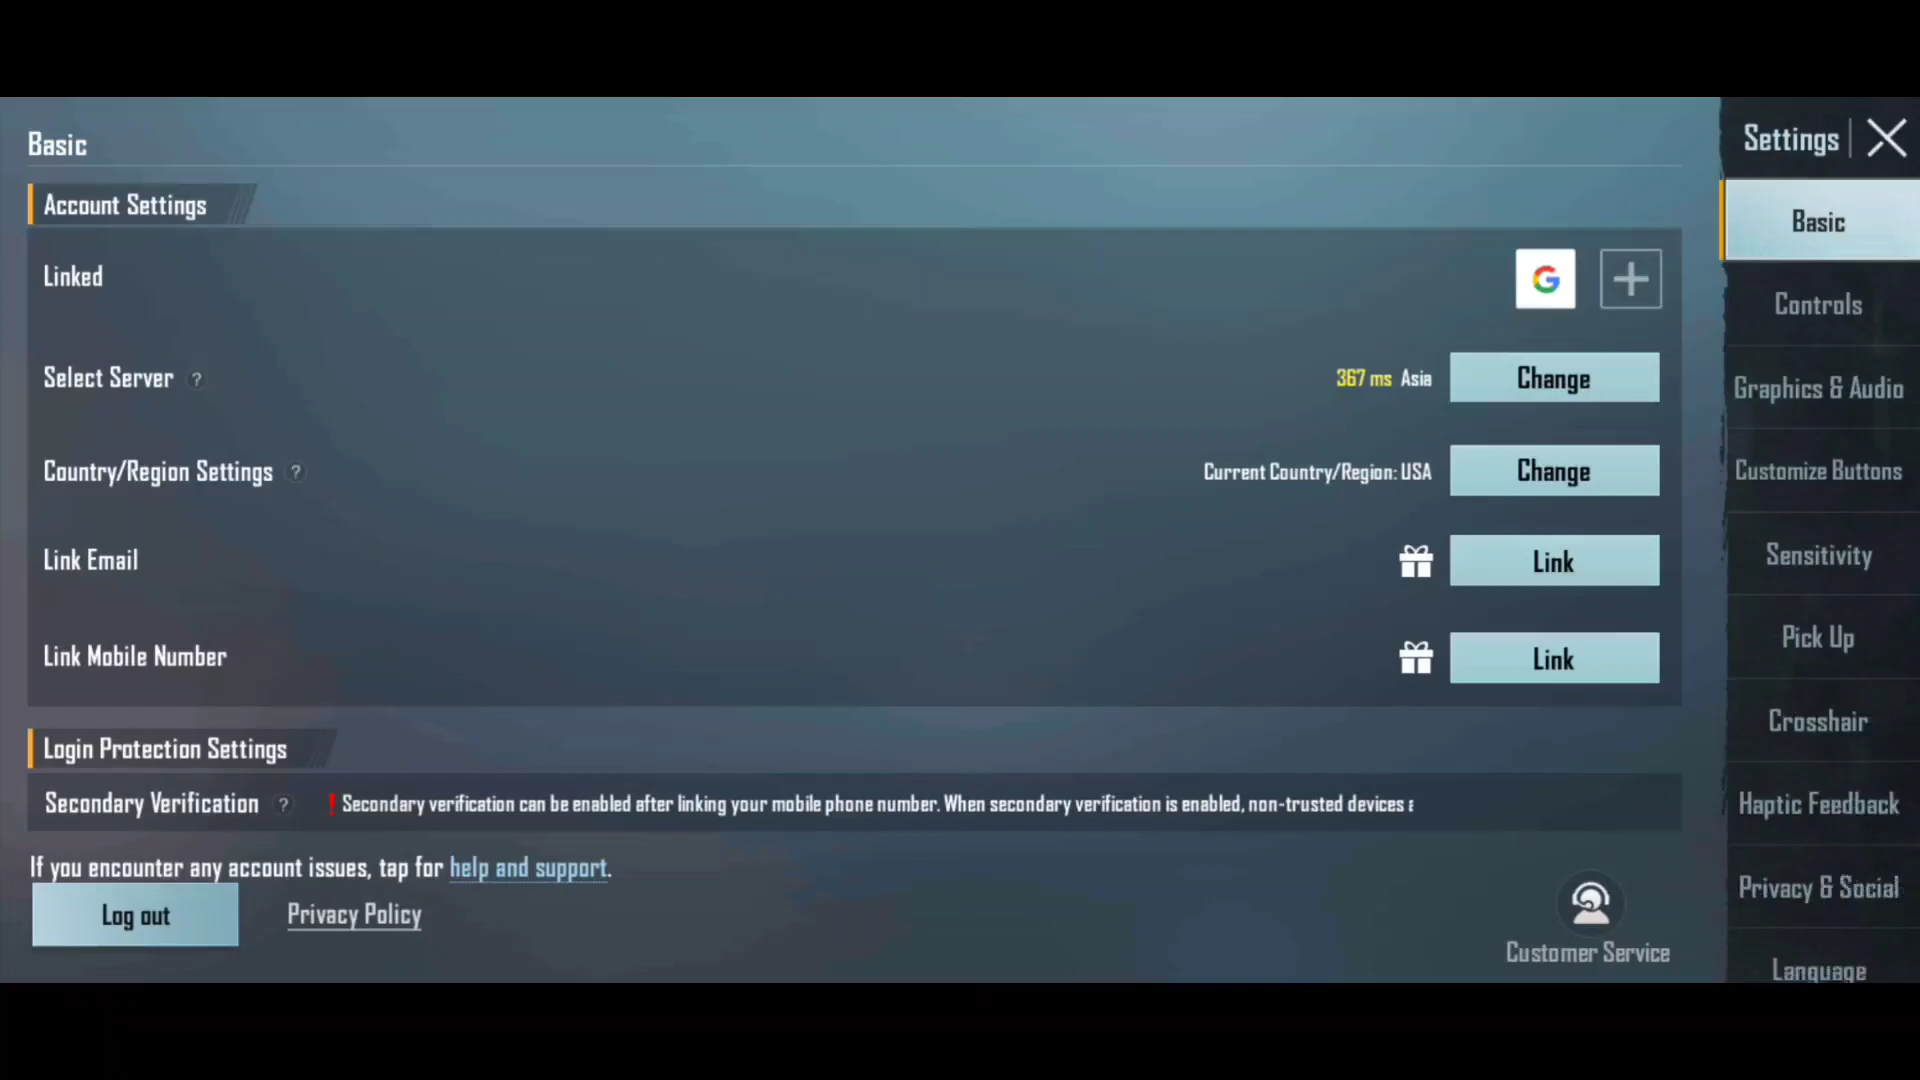 Basic
Settings
Account Settings
Basic
Linked
Controls
Select Server ?
367 ms Asia
Change
Graphics & Audio
Country/Region Settings ?
Current Country/Region: USA
Change
Customize Buttons
Link Email
Link
Sensitivity
Link Mobile Number
Link
Pick Up
Crosshair
Login Protection Settings
Secondary Verification ?
! Secondary verification can be enabled after linking your mobile phone number. When secondary verification is enabled, non-trusted devices
Haptic Feedback
If you encounter any account issues, tap for help and support.
Privacy & Social
Log out
Privacy Policy
Customer Service
Language